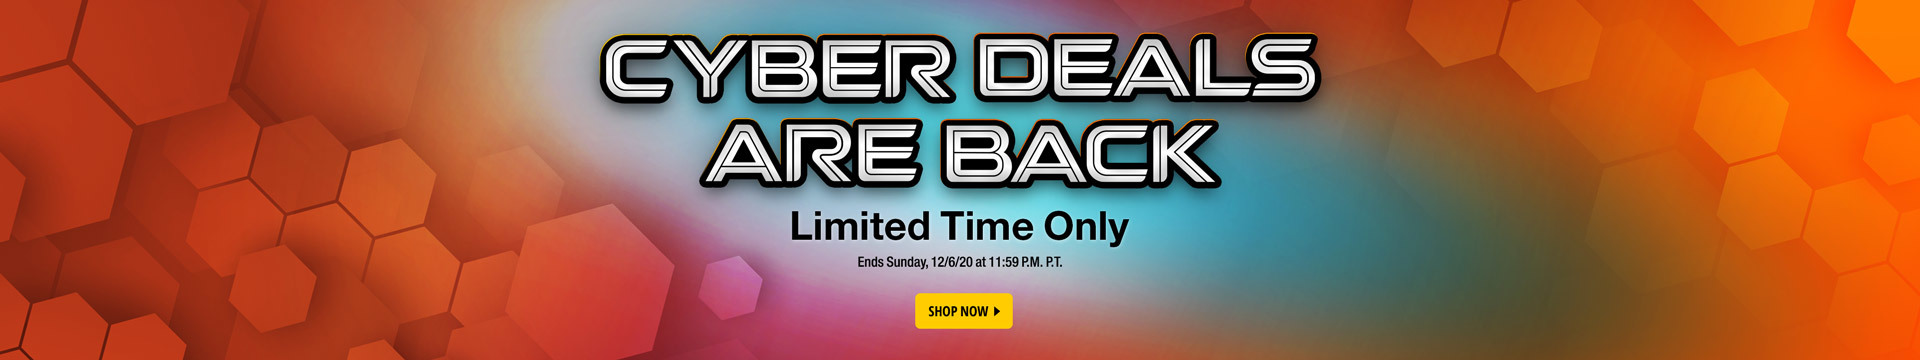 CYBER DEALS
ARE BACK
Limited Time Only
Ends Sunday, 12/6/20 at 11:59 P.M. P.T.
SHOP NOW